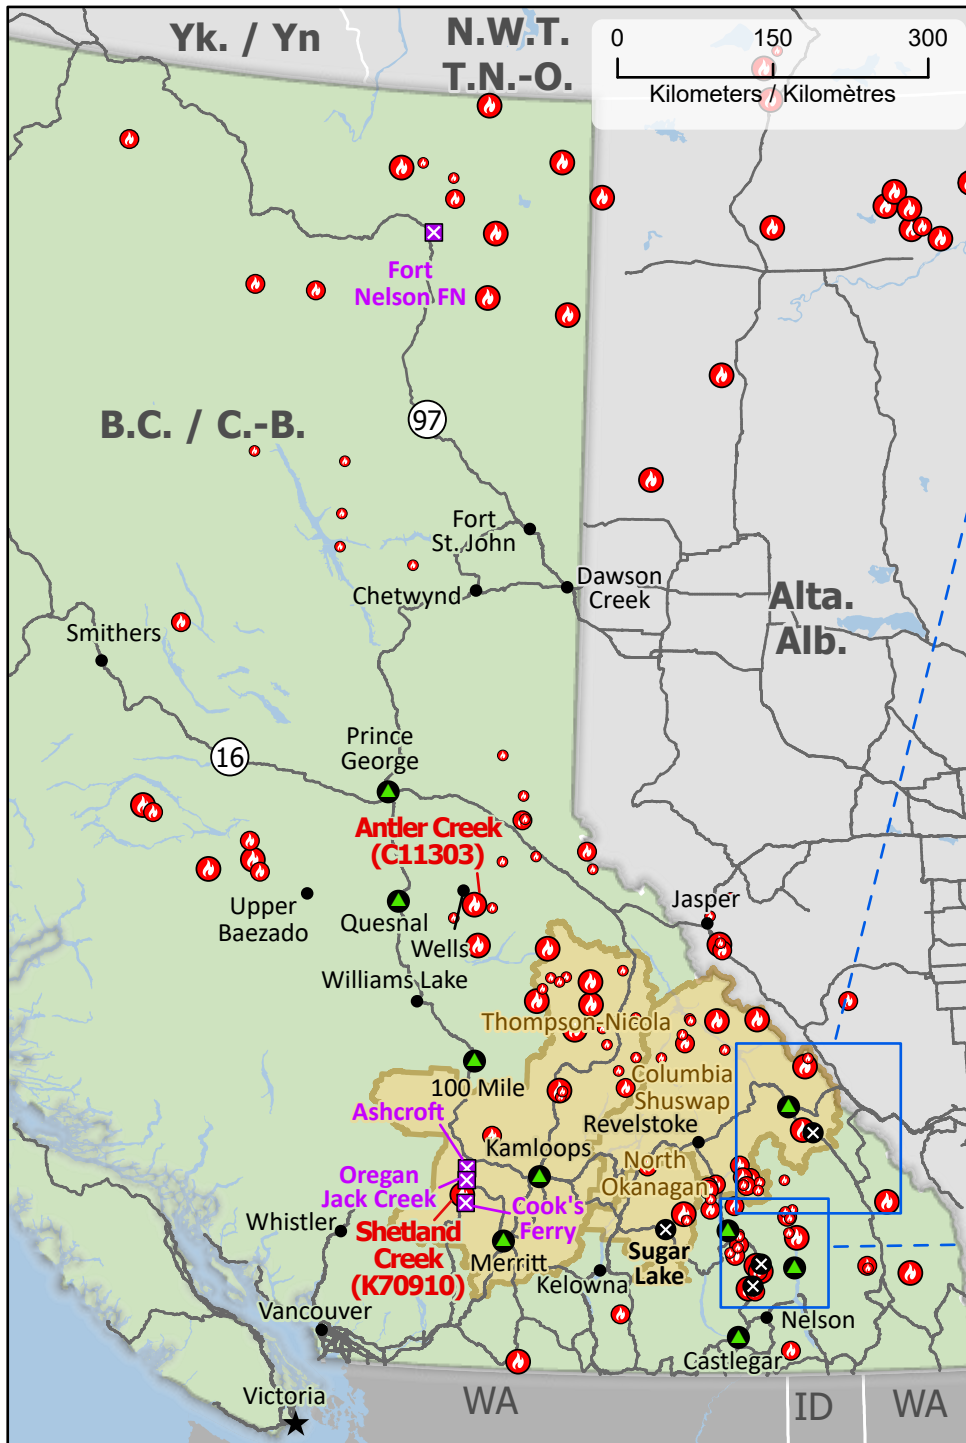 Yk. / Yn
N.W.T.
T.N.-O.
0 150 300
Kilometers / Kilomètres
Fort
Nelson FN
B.C. / C.-B.
97
Fort
St. John
Chetwynd
Dawson
Creek
Alta.
Alb.
Smithers
16
Prince
George
Antler Creek
(C11303)
Upper
Baezado
Quesnal
Wells
Jasper
Williams Lake
Thompson-Nicola
100 Mile
Columbia
Shuswap
Ashcroft
Revelstoke
Kamloops
North
Okanagan
Oregan
Jack Creek
Cook's
Ferry
Whistler
Shetland
Creek
(K70910)
Merritt
Sugar
Lake
Kelowna
Vancouver
Nelson
Castlegar
Victoria
WA
ID
WA